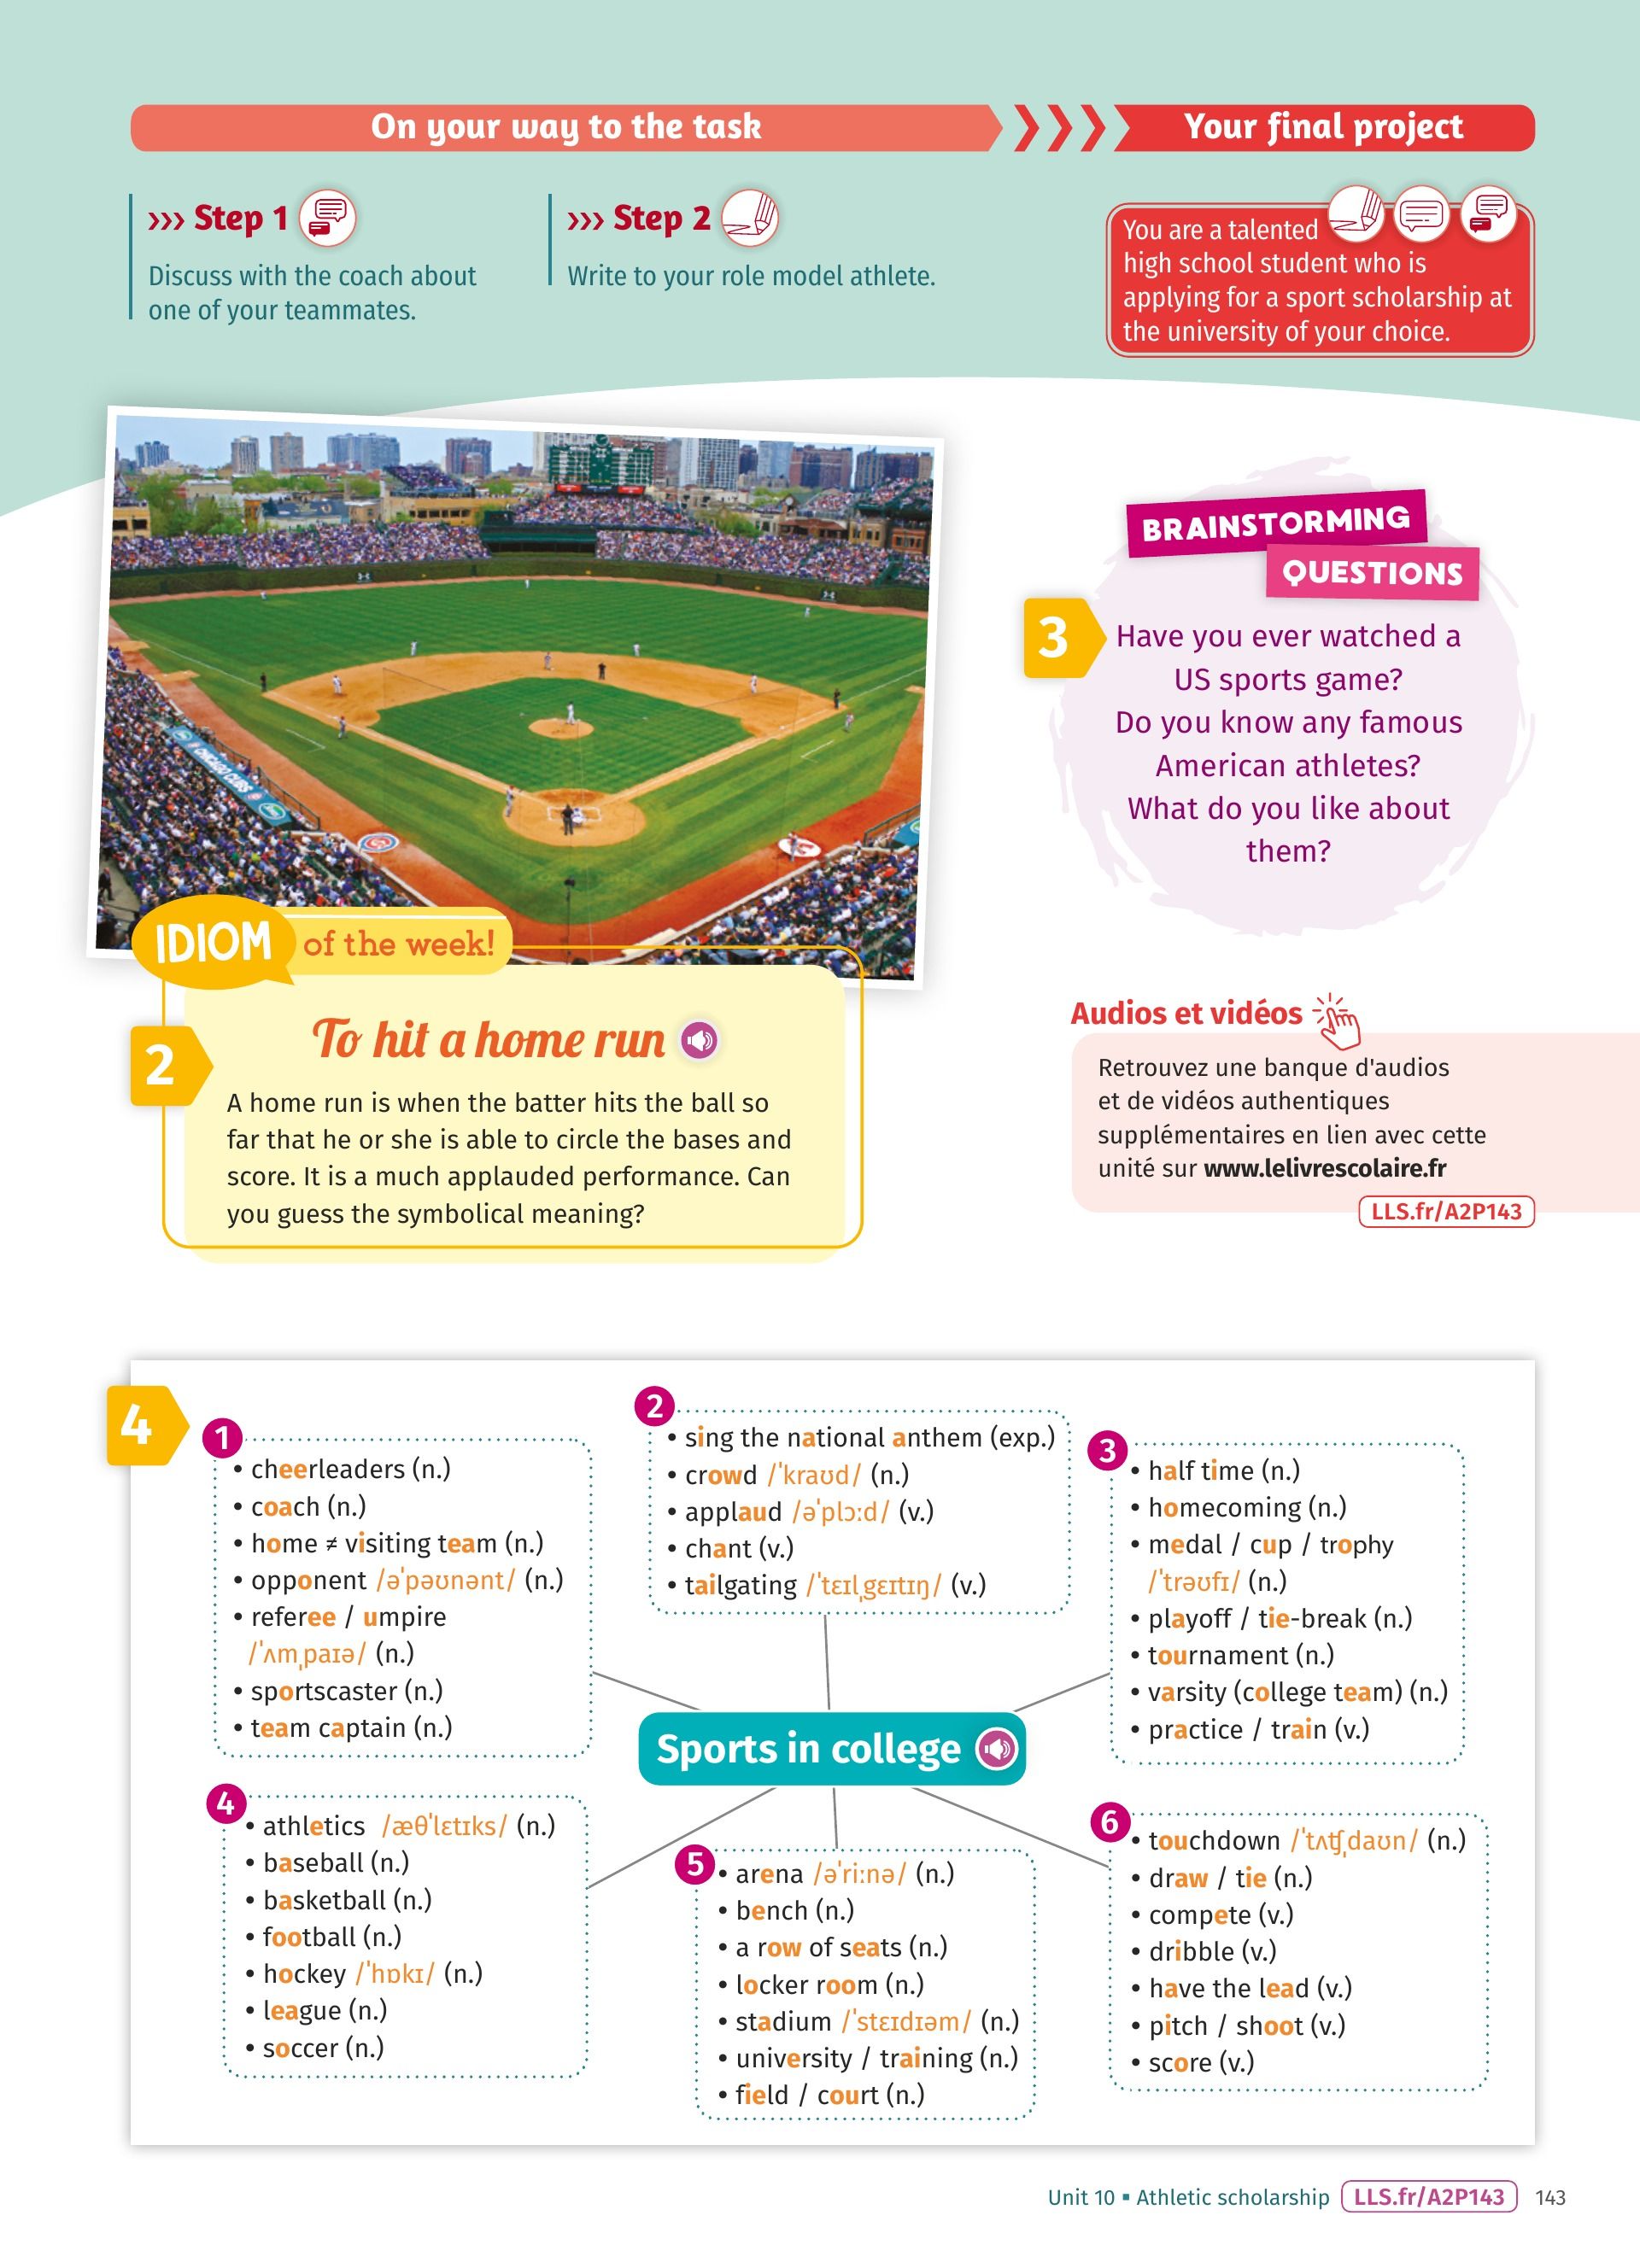 On your way to the task
Your final project
››› Step 1
Discuss with the coach about
one of your teammates.
››› Step 2
Write to your role model athlete.
You are a talented
high school student who is
applying for a sport scholarship at
the university of your choice.
CHICAGO CUBS
BRAINSTORMING
QUESTIONS
3
Have you ever watched a
US sports game?
Do you know any famous
American athletes?
What do you like about
them?
IDIOM of the week!
2
To hit a home run
A home run is when the batter hits the ball so
far that he or she is able to circle the bases and
score. It is a much applauded performance. Can
you guess the symbolical meaning?
Audios et vidéos
Retrouvez une banque d'audios
et de vidéos authentiques
supplémentaires en lien avec cette
unité sur www.lelivrescolaire.fr
LLS.fr/A2P143
4
1
• cheerleaders (n.)
• coach (n.)
• home ≠ visiting team (n.)
• opponent /əˈpəʊnənt/ (n.)
• referee / umpire
/ˈʌmˌpaɪə/ (n.)
• sportscaster (n.)
• team captain (n.)
2
• sing the national anthem (exp.)
• crowd /ˈkraʊd/ (n.)
• applaud /əˈplɔːd/ (v.)
• chant (v.)
• tailgating /ˈtɛɪlˌgɛɪtɪŋ/ (v.)
3
• half time (n.)
• homecoming (n.)
• medal / cup / trophy
/ˈtrəʊfɪ/ (n.)
• playoff / tie-break (n.)
• tournament (n.)
• varsity (college team) (n.)
• practice / train (v.)
Sports in college
4
• athletics /æθˈlɛtɪks/ (n.)
• baseball (n.)
• basketball (n.)
• football (n.)
• hockey /ˈhɒkɪ/ (n.)
• league (n.)
• soccer (n.)
5
• arena /əˈriːnə/ (n.)
• bench (n.)
• a row of seats (n.)
• locker room (n.)
• stadium /ˈstɛɪdɪəm/ (n.)
• university / training (n.)
• field / court (n.)
6
• touchdown /ˈtʌʧˌdaʊn/ (n.)
• draw / tie (n.)
• compete (v.)
• dribble (v.)
• have the lead (v.)
• pitch / shoot (v.)
• score (v.)
Unit 10 ▪ Athletic scholarship LLS.fr/A2P143 143